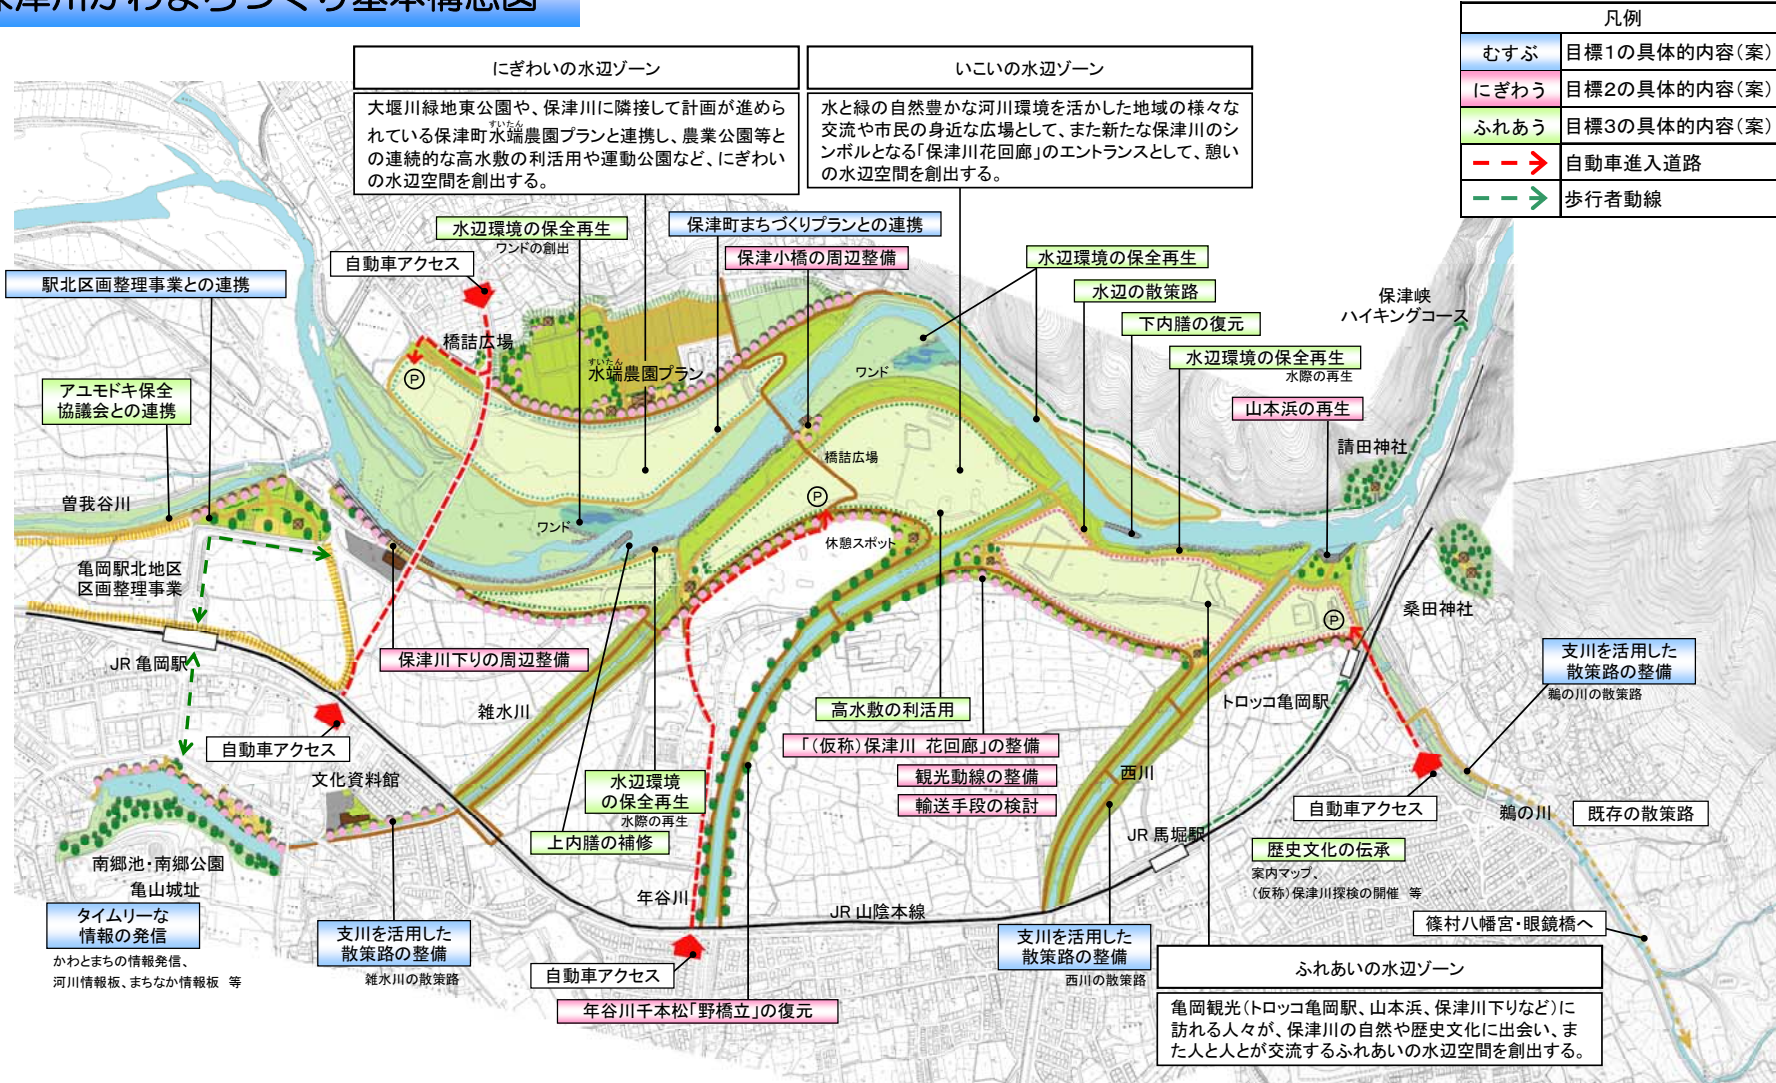 保津川かわまちづくり基本構想図
凡例
むすぶ 目標1の具体的内容(案)
にぎわう 目標2の具体的内容(案)
ふれあう 目標3の具体的内容(案)
自動車進入道路
歩行者動線
にぎわいの水辺ゾーン
大堰川緑地東公園や、保津川に隣接して計画が進めら
れている保津町水端農園プランと連携し、農業公園等と
すいたん
の連続的な高水敷の利活用や運動公園など、にぎわい
の水辺空間を創出する。
いこいの水辺ゾーン
水と緑の自然豊かな河川環境を活かした地域の様々な
交流や市民の身近な広場として、また新たな保津川のシ
ンボルとなる「保津川花回廊」のエントランスとして、憩い
の水辺空間を創出する。
水辺環境の保全再生
ワンドの創出
保津町まちづくりプランとの連携
保津小橋の周辺整備
自動車アクセス
駅北区画整理事業との連携
水辺環境の保全再生
水辺の散策路
下内膳の復元
水辺環境の保全再生
水際の再生
山本浜の再生
保津峡
ハイキングコース
請田神社
橋詰広場
P
すいたん
水端農園プラン
ワンド
アユモドキ保全
協議会との連携
橋詰広場
P
曽我谷川
ワンド
休憩スポット
亀岡駅北地区
区画整理事業
桑田神社
P
JR 亀岡駅
保津川下りの周辺整備
支川を活用した
散策路の整備
鵜の川の散策路
雑水川
高水敷の利活用
トロッコ亀岡駅
自動車アクセス
「(仮称)保津川 花回廊」の整備
観光動線の整備
輸送手段の検討
西川
文化資料館
水辺環境
の保全再生
水際の再生
上内膳の補修
自動車アクセス
鵜の川
既存の散策路
JR 馬堀駅
歴史文化の伝承
案内マップ、
(仮称)保津川探検の開催 等
南郷池・南郷公園
亀山城址
年谷川
JR 山陰本線
タイムリーな
情報の発信
かわとまちの情報発信、
河川情報板、まちなか情報板 等
支川を活用した
散策路の整備
雑水川の散策路
自動車アクセス
年谷川千本松「野橋立」の復元
支川を活用した
散策路の整備
西川の散策路
篠村八幡宮・眼鏡橋へ
ふれあいの水辺ゾーン
亀岡観光(トロッコ亀岡駅、山本浜、保津川下りなど)に
訪れる人々が、保津川の自然や歴史文化に出会い、ま
た人と人とが交流するふれあいの水辺空間を創出する。